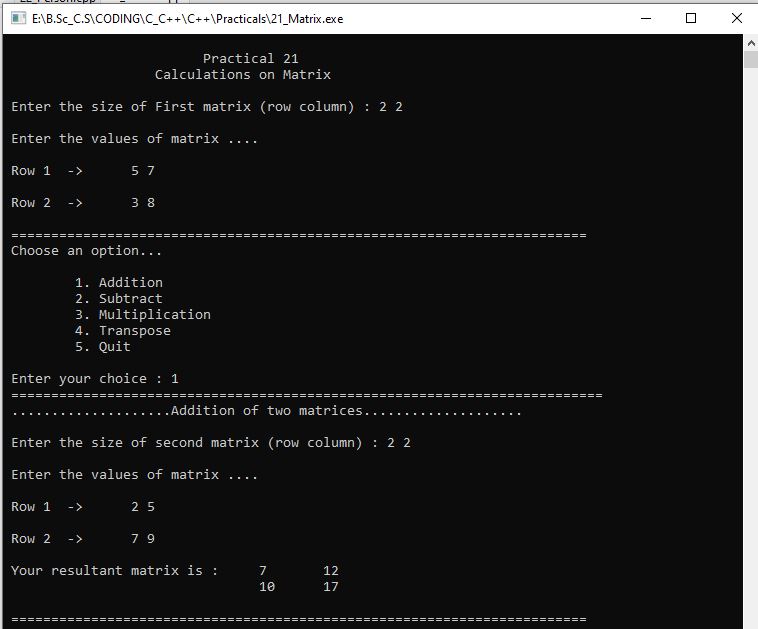 E:\B.Sc_C.S\CODING\C_C++\C++\Practicals\21_Matrix.exe
Practical 21
Calculations on Matrix
Enter the size of First matrix (row column) : 2 2
Enter the values of matrix ....
Row 1 -> 5 7
Row 2 -> 3 8
========================================================================
Choose an option...
1. Addition
2. Subtract
3. Multiplication
4. Transpose
5. Quit
Enter your choice : 1
==========================================================================
....................Addition of two matrices....................
Enter the size of second matrix (row column) : 2 2
Enter the values of matrix ....
Row 1 -> 2 5
Row 2 -> 7 9
Your resultant matrix is : 7 12
10 17
========================================================================